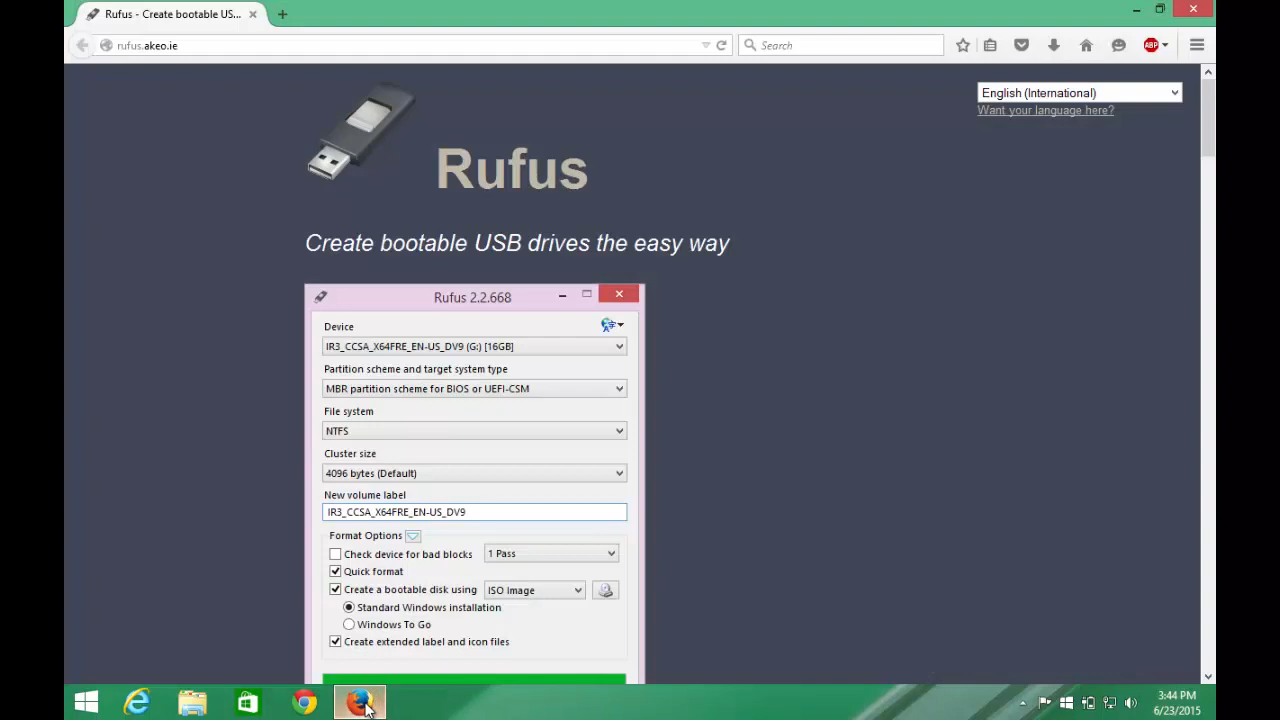 Rufus - Create bootable US...
rufus.akeo.ie
Search
ABP
English (International)
Want your language here?
Rufus
Create bootable USB drives the easy way
Rufus 2.2.668
Device
IR3_CCSA_X64FRE_EN-US_DV9 (G:) [16GB]
Partition scheme and target system type
MBR partition scheme for BIOS or UEFI-CSM
File system
NTFS
Cluster size
4096 bytes (Default)
New volume label
IR3_CCSA_X64FRE_EN-US_DV9
Format Options
Check device for bad blocks 1 Pass
Quick format
Create a bootable disk using ISO Image
Standard Windows installation
Windows To Go
Create extended label and icon files
3:44 PM
6/23/2015